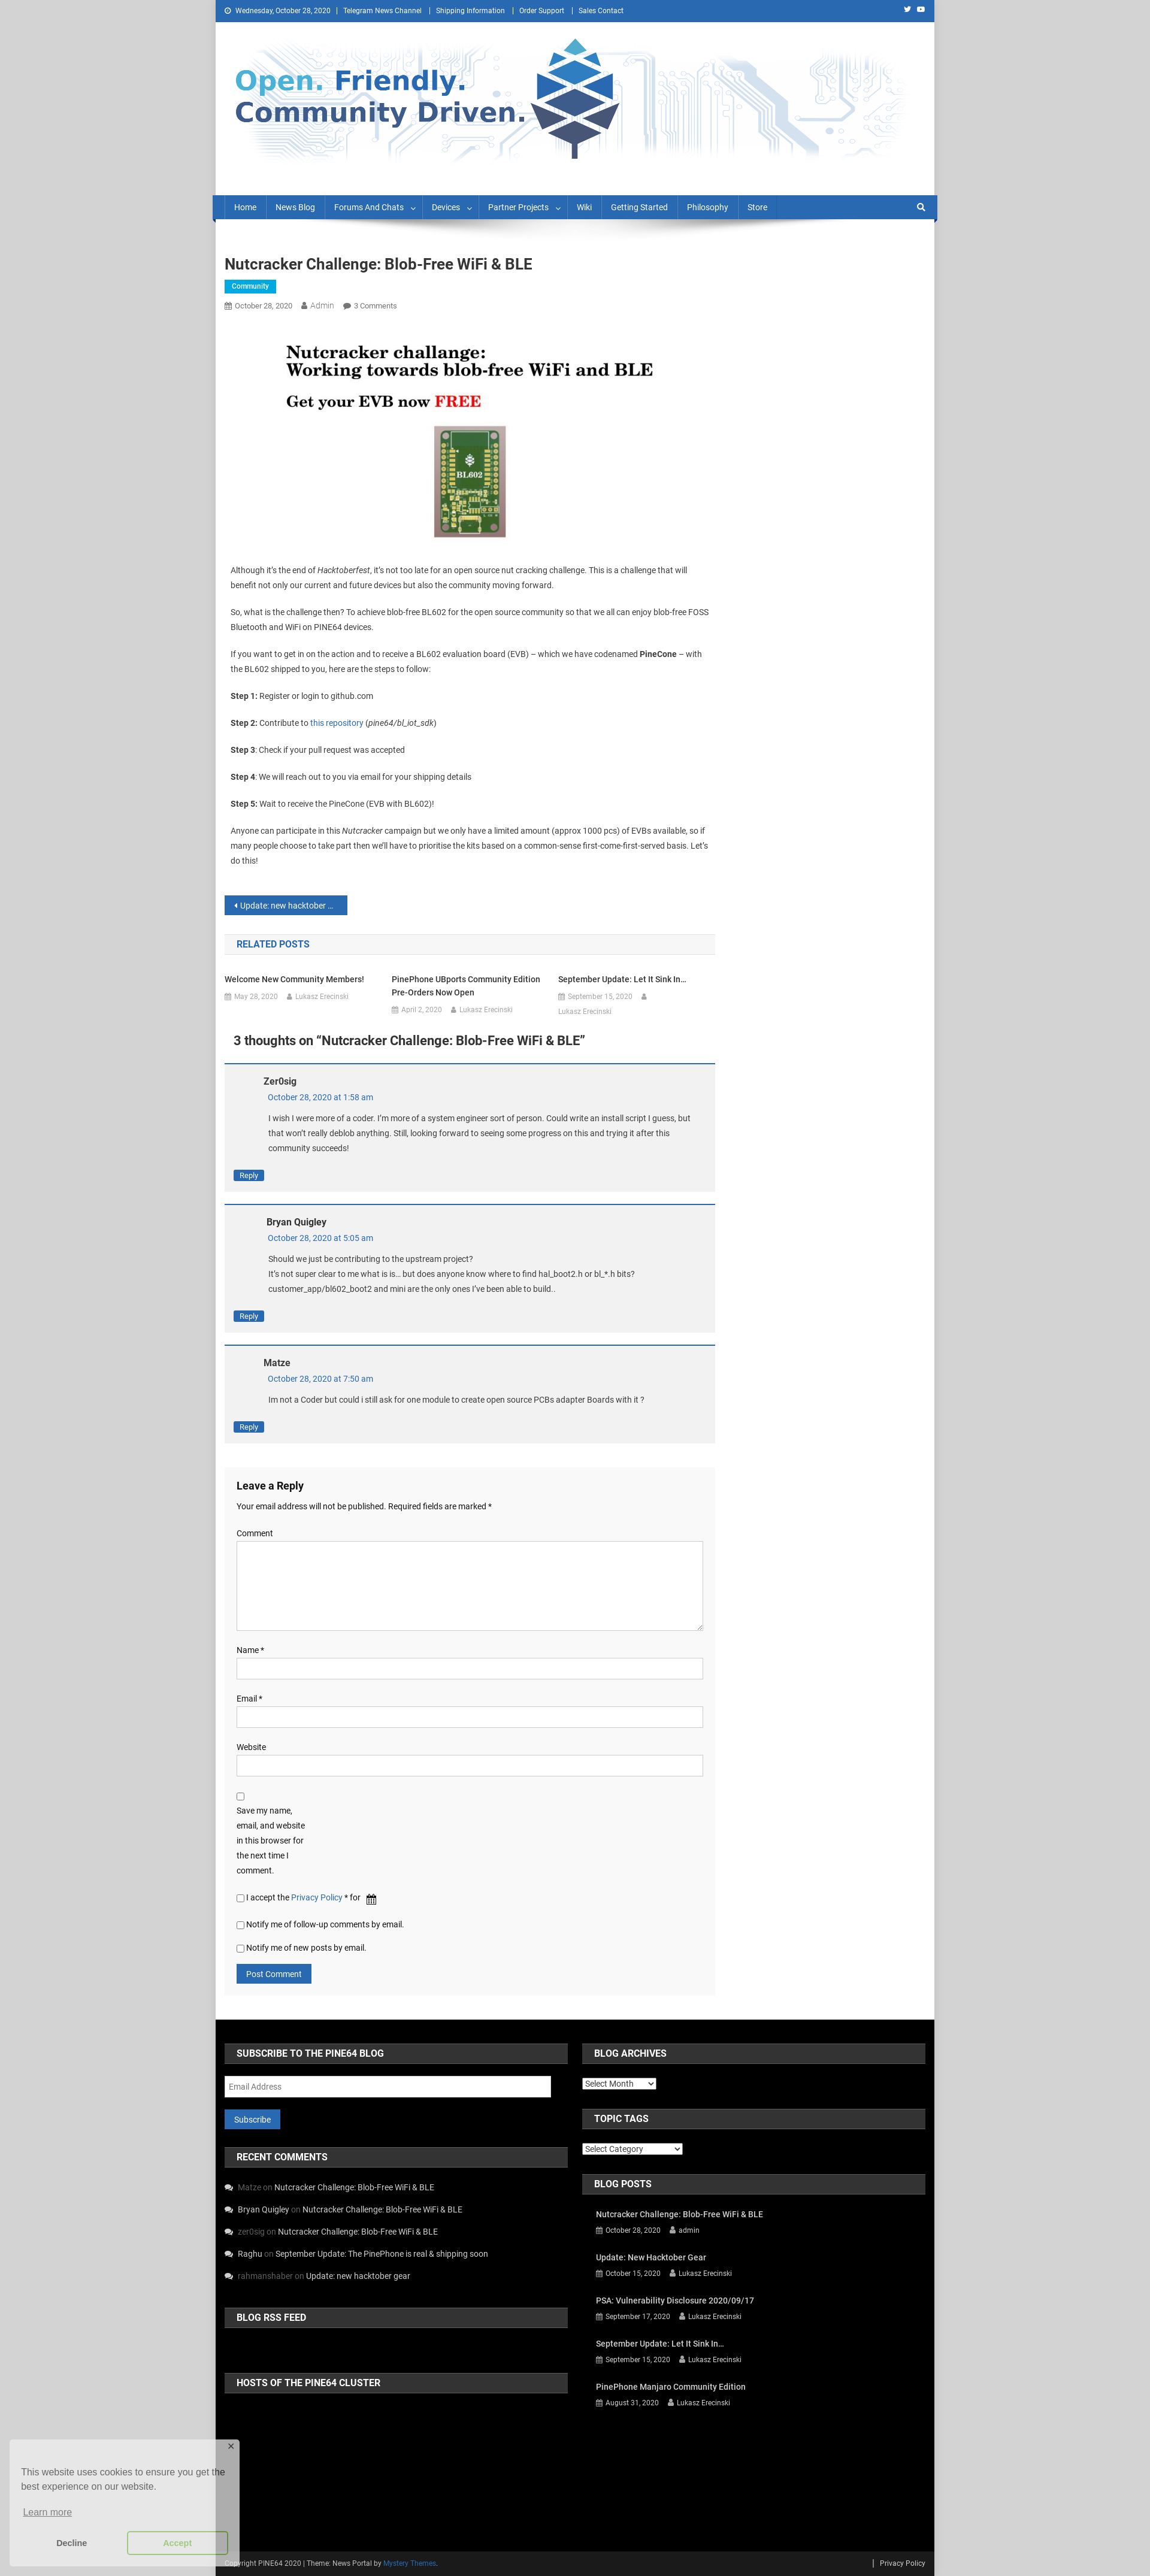 Wednesday, October 28, 2020 | Telegram News Channel | Shipping Information | Order Support | Sales Contact
Open. Friendly.
Community Driven.
Home News Blog Forums And Chats Devices Partner Projects Wiki Getting Started Philosophy Store
Nutcracker Challenge: Blob-Free WiFi & BLE
Community
October 28, 2020 Admin 3 Comments
Nutcracker challange:
Working towards blob-free WiFi and BLE
Get your EVB now FREE
BL602
Although it’s the end of Hacktoberfest, it’s not too late for an open source nut cracking challenge. This is a challenge that will
benefit not only our current and future devices but also the community moving forward.
So, what is the challenge then? To achieve blob-free BL602 for the open source community so that we all can enjoy blob-free FOSS
Bluetooth and WiFi on PINE64 devices.
If you want to get in on the action and to receive a BL602 evaluation board (EVB) – which we have codenamed PineCone – with
the BL602 shipped to you, here are the steps to follow:
Step 1: Register or login to github.com
Step 2: Contribute to this repository (pine64/bl_iot_sdk)
Step 3: Check if your pull request was accepted
Step 4: We will reach out to you via email for your shipping details
Step 5: Wait to receive the PineCone (EVB with BL602)!
Anyone can participate in this Nutcracker campaign but we only have a limited amount (approx 1000 pcs) of EVBs available, so if
many people choose to take part then we’ll have to prioritise the kits based on a common-sense first-come-first-served basis. Let’s
do this!
Update: new hacktober ...
RELATED POSTS
Welcome New Community Members!
May 28, 2020 Lukasz Erecinski
PinePhone UBports Community Edition
Pre-Orders Now Open
April 2, 2020 Lukasz Erecinski
September Update: Let It Sink In…
September 15, 2020
Lukasz Erecinski
3 thoughts on “Nutcracker Challenge: Blob-Free WiFi & BLE”
Zer0sig
October 28, 2020 at 1:58 am
I wish I were more of a coder. I’m more of a system engineer sort of person. Could write an install script I guess, but
that won’t really deblob anything. Still, looking forward to seeing some progress on this and trying it after this
community succeeds!
Reply
Bryan Quigley
October 28, 2020 at 5:05 am
Should we just be contributing to the upstream project?
It’s not super clear to me what is is… but does anyone know where to find hal_boot2.h or bl_*.h bits?
customer_app/bl602_boot2 and mini are the only ones I’ve been able to build..
Reply
Matze
October 28, 2020 at 7:50 am
Im not a Coder but could i still ask for one module to create open source PCBs adapter Boards with it ?
Reply
Leave a Reply
Your email address will not be published. Required fields are marked *
Comment
Name *
Email *
Website
Save my name,
email, and website
in this browser for
the next time I
comment.
I accept the Privacy Policy * for
Notify me of follow-up comments by email.
Notify me of new posts by email.
Post Comment
SUBSCRIBE TO THE PINE64 BLOG
Email Address
Subscribe
RECENT COMMENTS
Matze on Nutcracker Challenge: Blob-Free WiFi & BLE
Bryan Quigley on Nutcracker Challenge: Blob-Free WiFi & BLE
zer0sig on Nutcracker Challenge: Blob-Free WiFi & BLE
Raghu on September Update: The PinePhone is real & shipping soon
rahmanshaber on Update: new hacktober gear
BLOG RSS FEED
HOSTS OF THE PINE64 CLUSTER
BLOG ARCHIVES
Select Month
TOPIC TAGS
Select Category
BLOG POSTS
Nutcracker Challenge: Blob-Free WiFi & BLE
October 28, 2020 admin
Update: New Hacktober Gear
October 15, 2020 Lukasz Erecinski
PSA: Vulnerability Disclosure 2020/09/17
September 17, 2020 Lukasz Erecinski
September Update: Let It Sink In…
September 15, 2020 Lukasz Erecinski
PinePhone Manjaro Community Edition
August 31, 2020 Lukasz Erecinski
×
This website uses cookies to ensure you get the
best experience on our website.
Learn more
Decline Accept
Copyright PINE64 2020 | Theme: News Portal by Mystery Themes.
| Privacy Policy